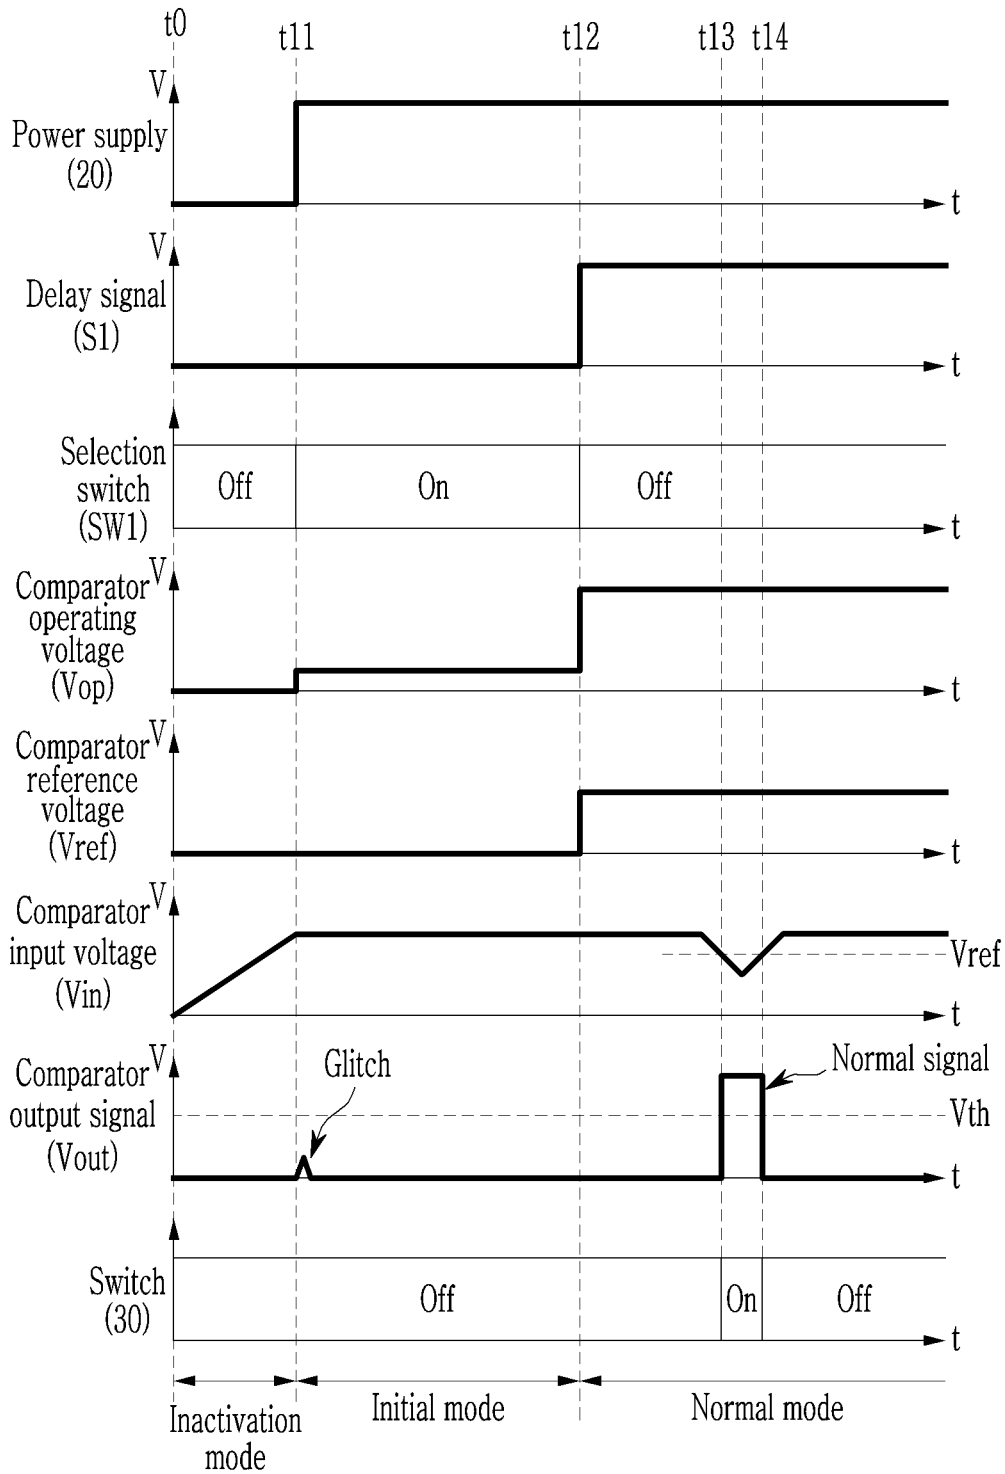 t0 t11 t12 t13 t14
V
Power supply
(20)
t
V
Delay signal
(S1)
t
Selection
switch
(SW1)
Off On Off
t
V
Comparator
operating
voltage
(Vop)
t
V
Comparator
reference
voltage
(Vref)
t
V
Comparator
input voltage
(Vin)
Vref
t
V
Comparator
output signal
(Vout)
Glitch
Normal signal
Vth
t
Switch
(30)
Off On Off
t
Inactivation
mode
Initial mode
Normal mode